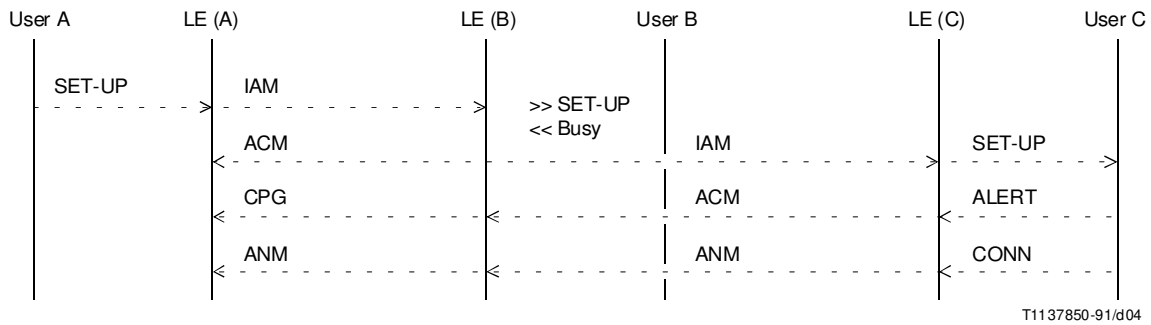 User A LE (A) LE (B) User B LE (C) User C
SET-UP IAM >> SET-UP
<< Busy
ACM IAM SET-UP
CPG ACM ALERT
ANM ANM CONN
T1137850-91/d04